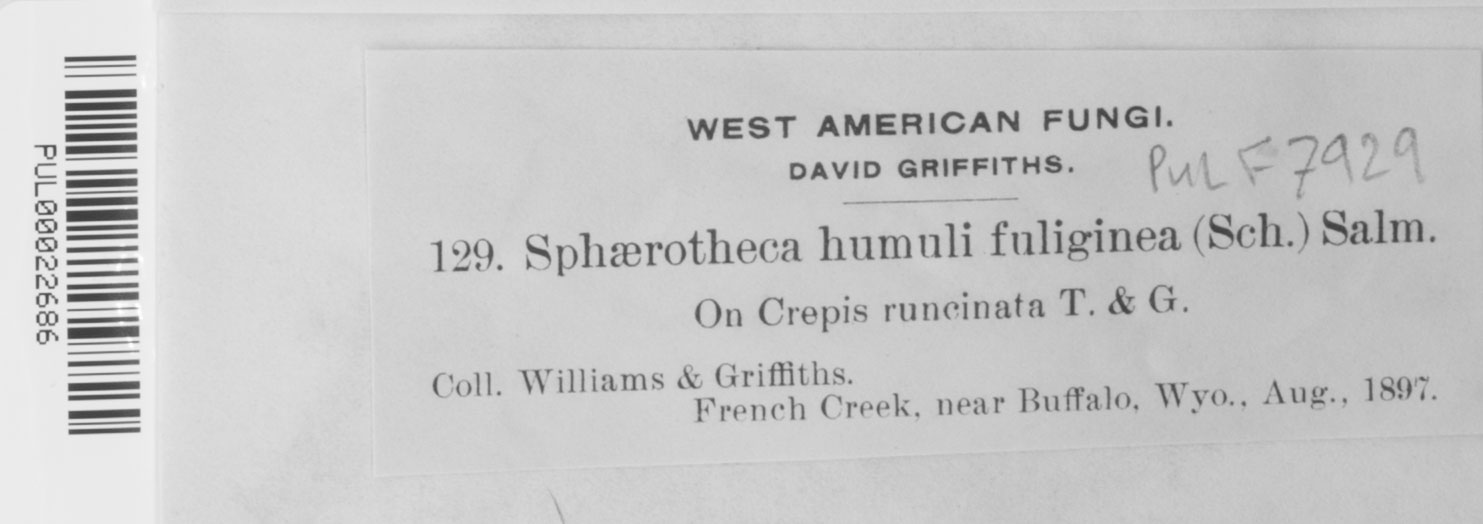 WEST AMERICAN FUNGI.
DAVID GRIFFITHS.
PUL F7929
129. Sphærotheca humuli fuliginea (Sch.) Salm.
On Crepis runcinata T. & G.
Coll. Williams & Griffiths.
French Creek, near Buffalo, Wyo., Aug., 1897.
PUL00022686